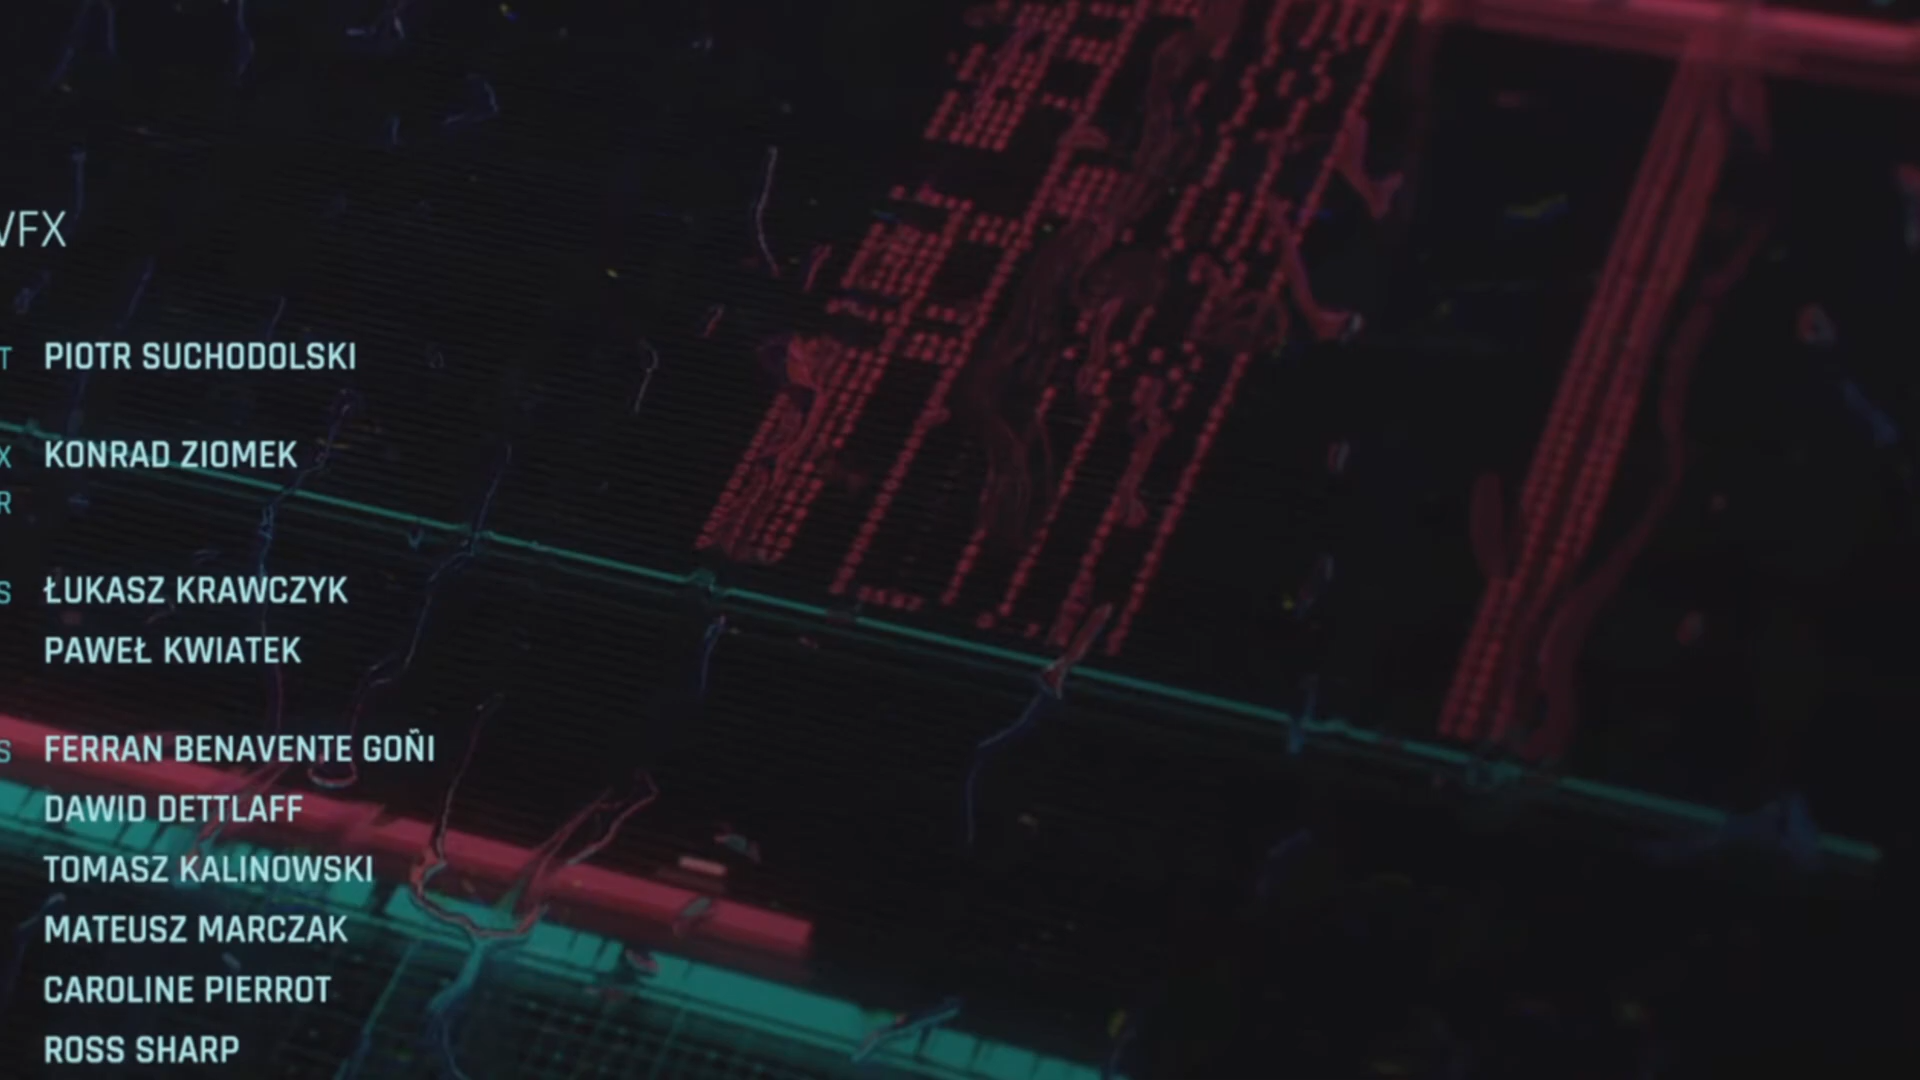 VFX
T PIOTR SUCHODOLSKI
X KONRAD ZIOMEK
R
S ŁUKASZ KRAWCZYK
PAWEŁ KWIATEK
S FERRAN BENAVENTE GOÑI
DAWID DETTLAFF
TOMASZ KALINOWSKI
MATEUSZ MARCZAK
CAROLINE PIERROT
ROSS SHARP